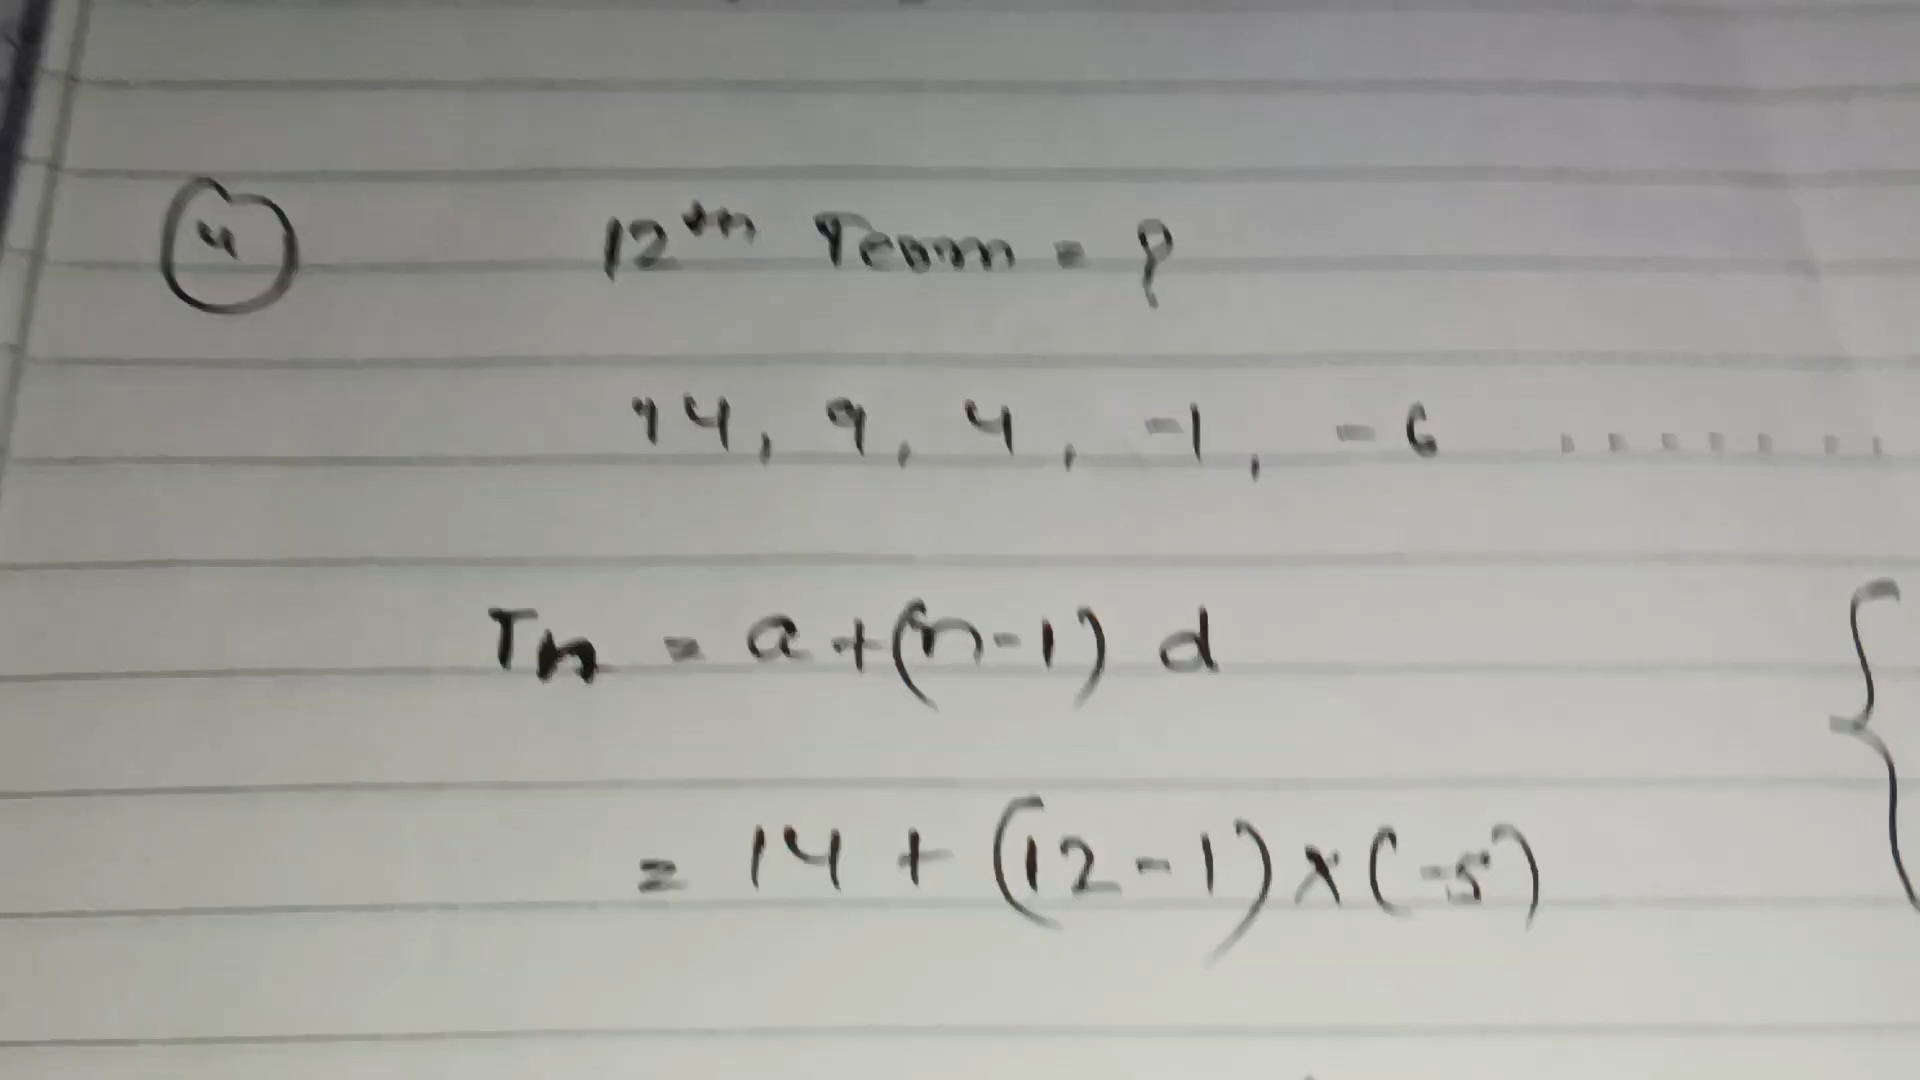 4
12th Term = ?
14, 9, 4, -1, -6 .......
Tn = a+(n-1) d
= 14 + (12-1)×(-5)